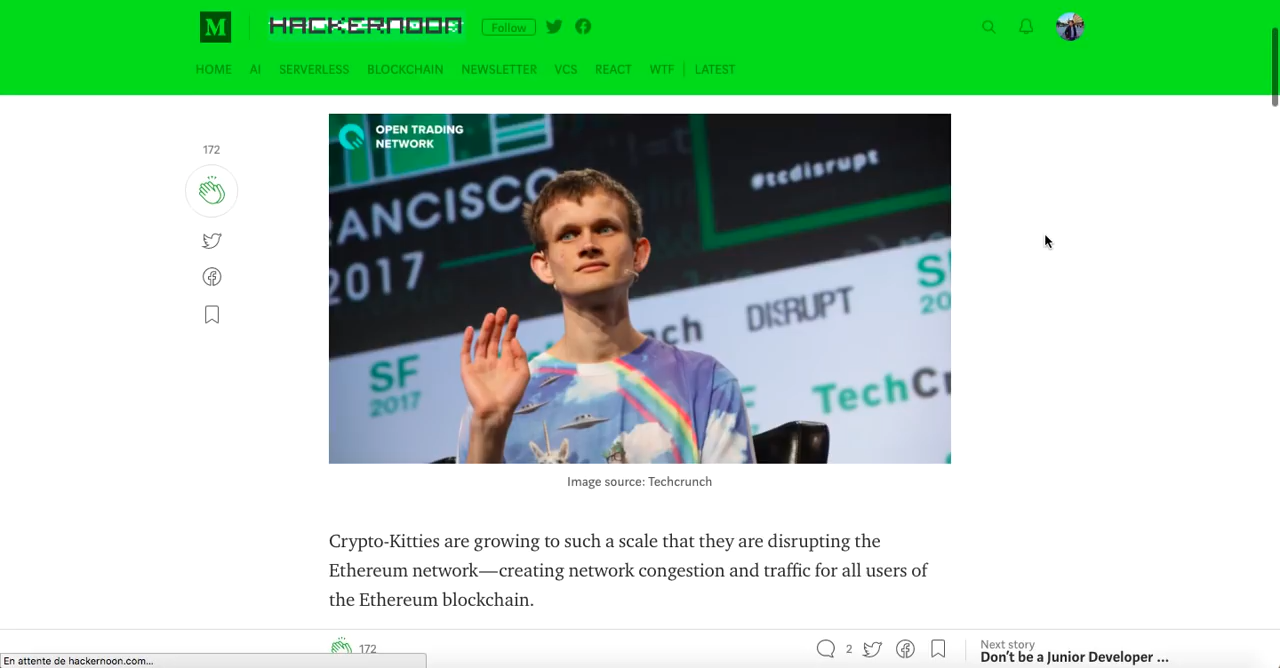 M
HACKERNOON
Follow
HOME AI SERVERLESS BLOCKCHAIN NEWSLETTER VCS REACT WTF LATEST
172
OPEN TRADING
NETWORK
#tcdisrupt
RANCISCO
2017
DISRUPT
ch
SF
2017
S
20
TechCr
Image source: Techcrunch
Crypto-Kitties are growing to such a scale that they are disrupting the
Ethereum network—creating network congestion and traffic for all users of
the Ethereum blockchain.
172
2
Next story
Don't be a Junior Developer ...
En attente de hackernoon.com...